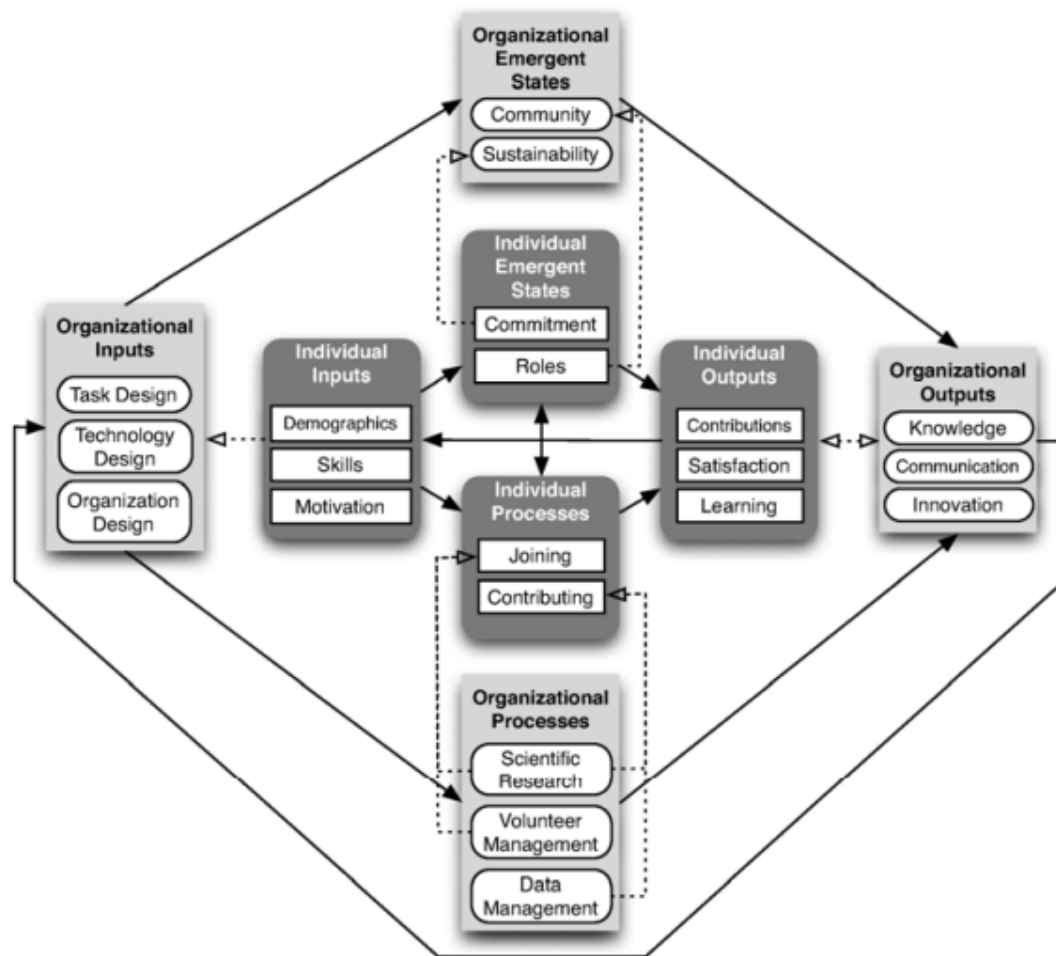 Organizational
Emergent
States
Community
Sustainability
Individual
Emergent
States
Commitment
Roles
Organizational
Inputs
Task Design
Technology
Design
Organization
Design
Individual
Inputs
Demographics
Skills
Motivation
Individual
Outputs
Contributions
Satisfaction
Learning
Organizational
Outputs
Knowledge
Communication
Innovation
Individual
Processes
Joining
Contributing
Organizational
Processes
Scientific
Research
Volunteer
Management
Data
Management